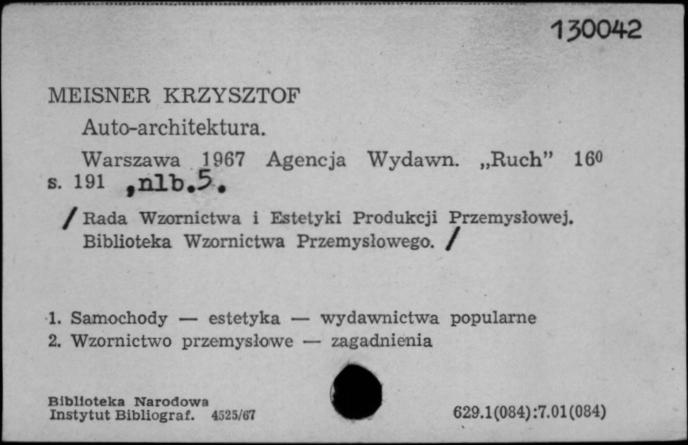 130042
MEISNER KRZYSZTOF
Auto-architektura.
Warszawa 1967 Agencja Wydawn. „Ruch” 16⁰
s. 191 ,nlb.5.
/ Rada Wzornictwa i Estetyki Produkcji Przemysłowej.
Biblioteka Wzornictwa Przemysłowego. /
1. Samochody — estetyka — wydawnictwa popularne
2. Wzornictwo przemysłowe — zagadnienia
Biblioteka Narodowa
Instytut Bibliograf. 4525/67
629.1(084):7.01(084)